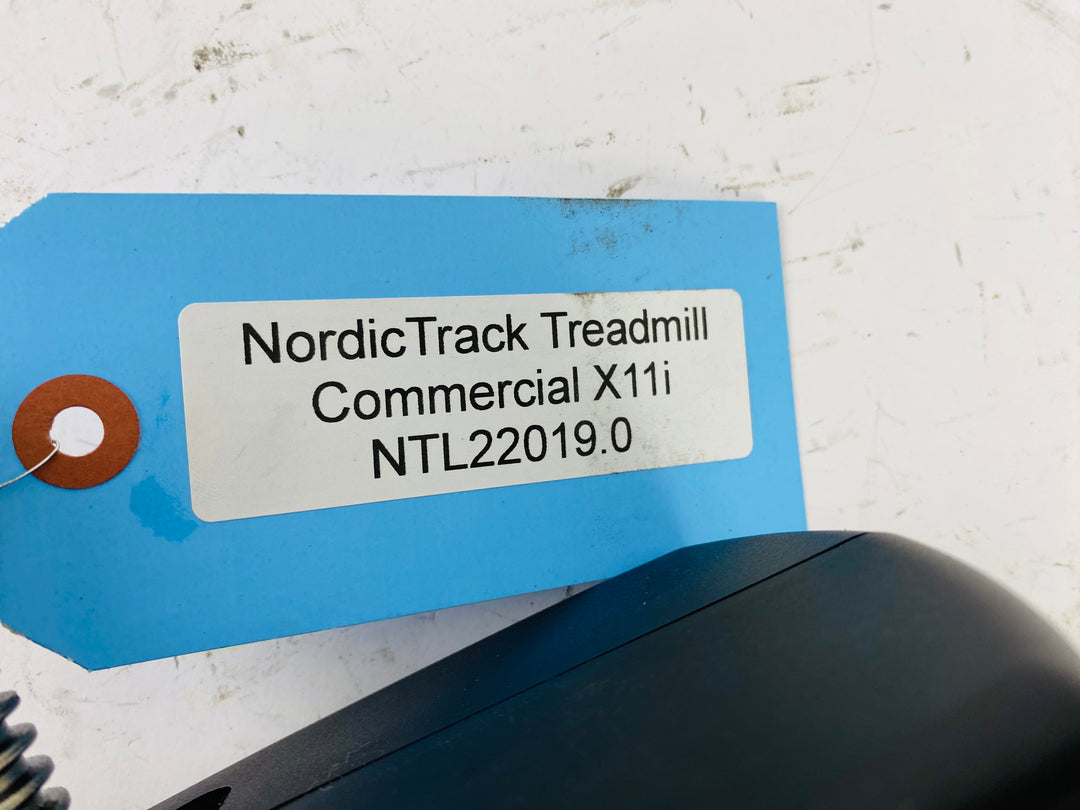 NordicTrack Treadmill
Commercial X11i
NTL22019.0